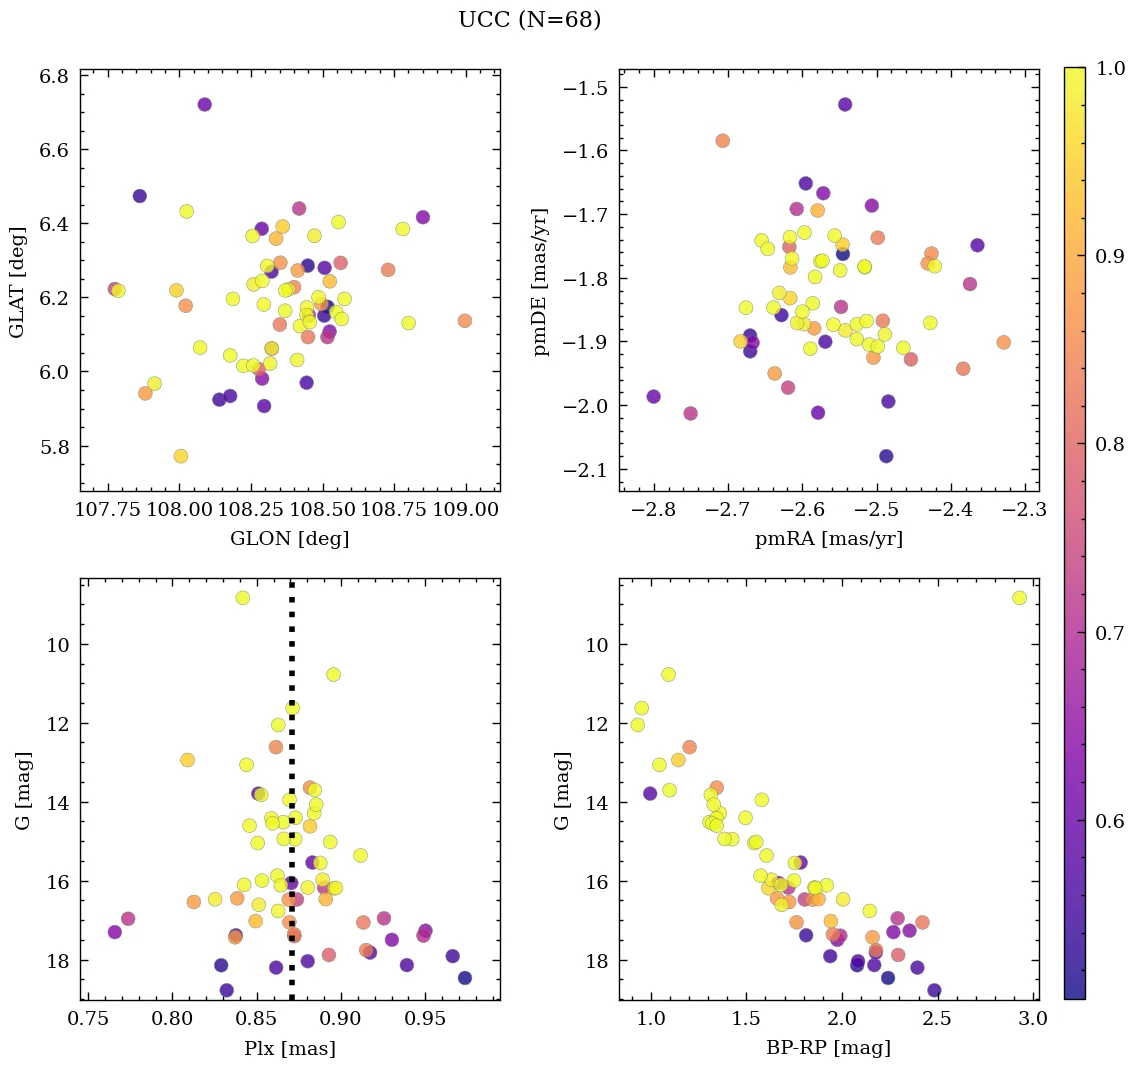 UCC (N=68)
6.8
6.6
6.4
6.2
6.0
5.8
GLAT [deg]
107.75 108.00 108.25 108.50 108.75 109.00
GLON [deg]
−1.5
−1.6
−1.7
−1.8
−1.9
−2.0
−2.1
pmDE [mas/yr]
−2.8 −2.7 −2.6 −2.5 −2.4 −2.3
pmRA [mas/yr]
10
12
14
16
18
G [mag]
0.75 0.80 0.85 0.90 0.95
Plx [mas]
10
12
14
16
18
G [mag]
1.0 1.5 2.0 2.5 3.0
BP-RP [mag]
1.0
0.9
0.8
0.7
0.6